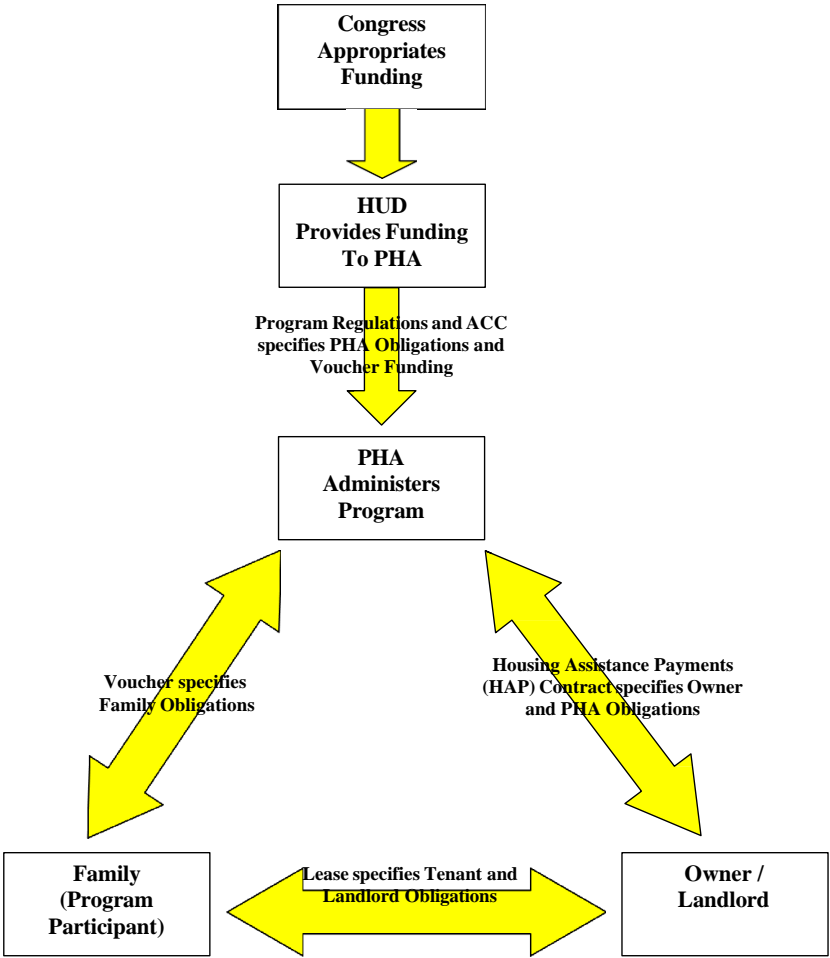 Congress
Appropriates
Funding
HUD
Provides Funding
To PHA
Program Regulations and ACC
specifies PHA Obligations and
Voucher Funding
PHA
Administers
Program
Voucher specifies
Family Obligations
Housing Assistance Payments
(HAP) Contract specifies Owner
and PHA Obligations
Family
(Program
Participant)
Lease specifies Tenant and
Landlord Obligations
Owner /
Landlord